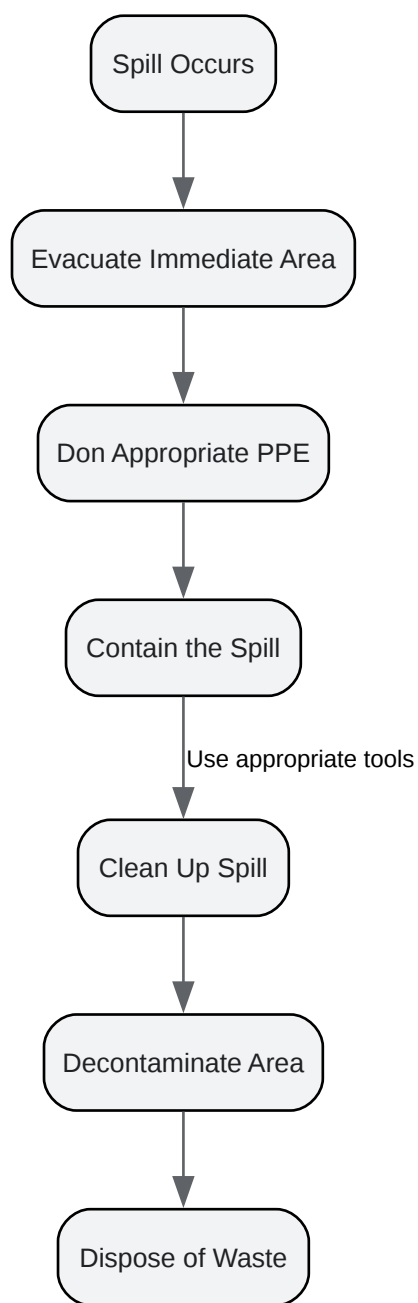 Spill Occurs
Evacuate Immediate Area
Don Appropriate PPE
Contain the Spill
Use appropriate tools
Clean Up Spill
Decontaminate Area
Dispose of Waste